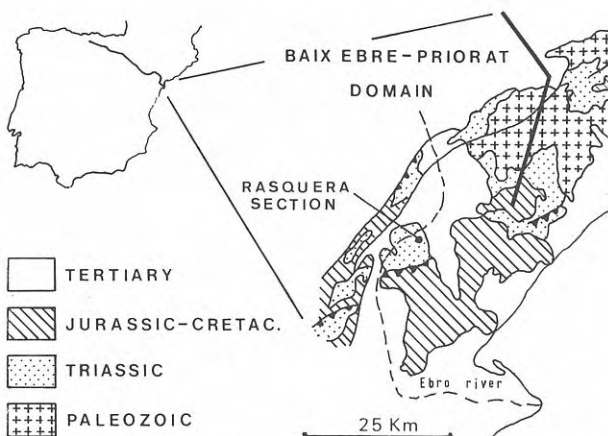 BAIX EBRE-PRIORAT
DOMAIN
RASQUERA
SECTION
TERTIARY
JURASSIC-CRETAC.
TRIASSIC
PALEOZOIC
Ebro river
25 Km